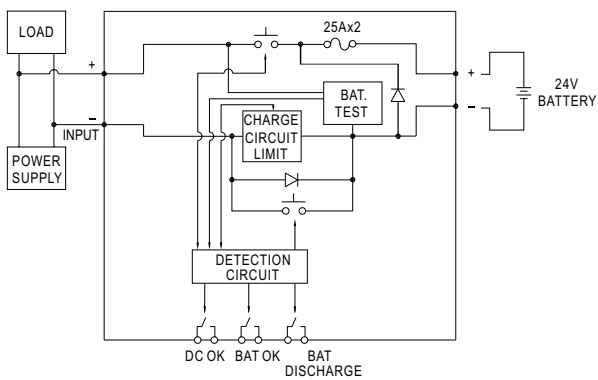 LOAD
25Ax2
+
+
24V
BATTERY
−
−
INPUT
BAT.
TEST
CHARGE
CIRCUIT
LIMIT
POWER
SUPPLY
DETECTION
CIRCUIT
DC OK
BAT OK
BAT
DISCHARGE